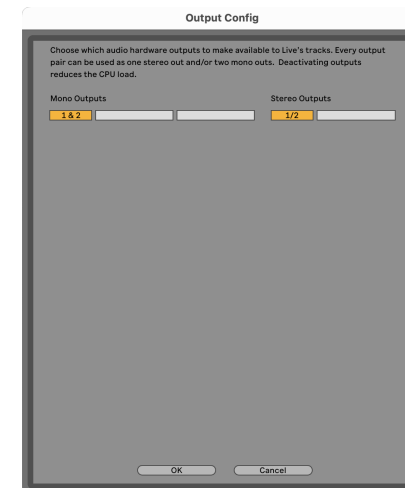 Output Config
Choose which audio hardware outputs to make available to Live's tracks. Every output
pair can be used as one stereo out and/or two mono outs. Deactivating outputs
reduces the CPU load.
Mono Outputs Stereo Outputs
1 & 2 1/2
OK Cancel